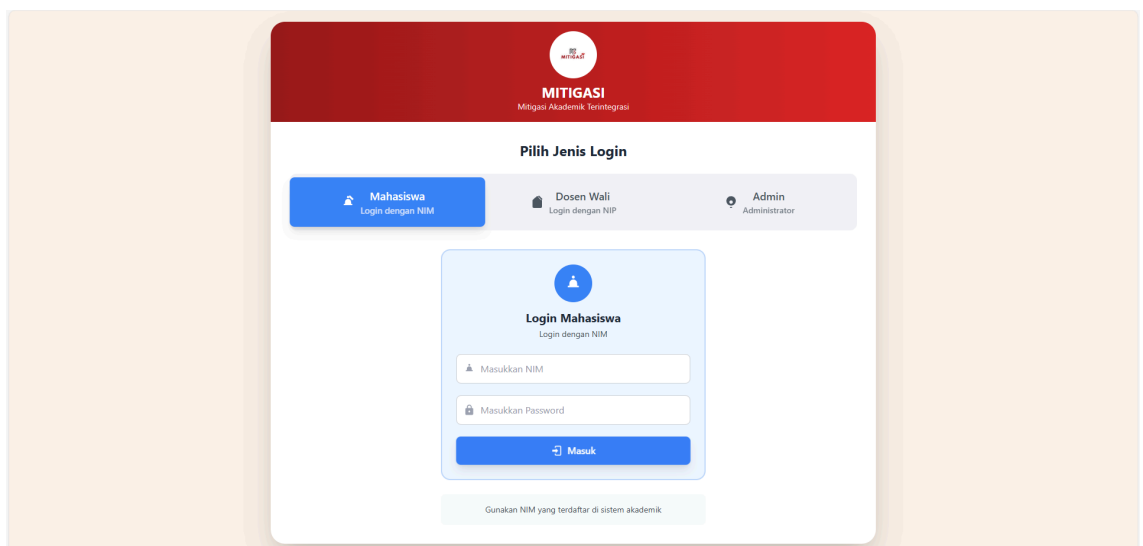 MITIGASI
MITIGASI
Mitigasi Akademik Terintegrasi
Pilih Jenis Login
Mahasiswa
Login dengan NIM
Dosen Wali
Login dengan NIP
Admin
Administrator
Login Mahasiswa
Login dengan NIM
Masukkan NIM
Masukkan Password
Masuk
Gunakan NIM yang terdaftar di sistem akademik